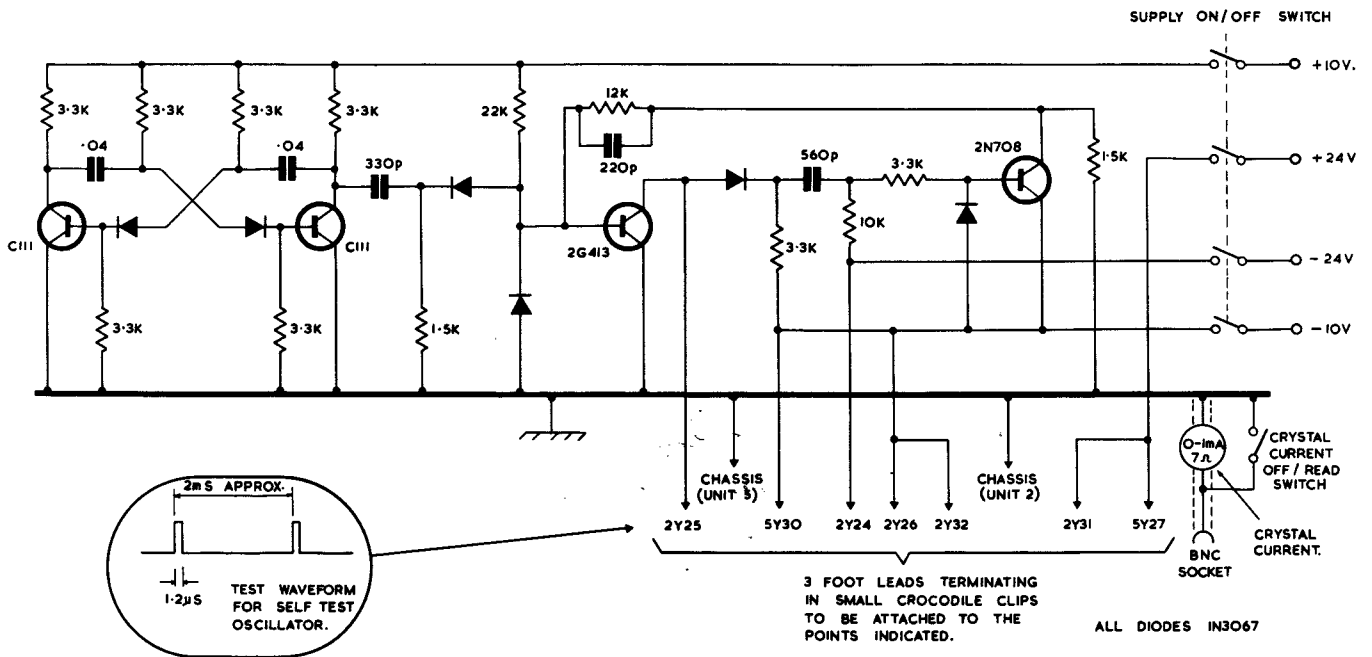 SUPPLY ON/OFF SWITCH
+10V.
3·3K
3·3K
3·3K
3·3K
22K
12K
220p
2N708
1·5K
+24V
·04
·04
330p
560p
3·3K
C111
C111
2G413
3·3K
10K
-24V
3·3K
3·3K
1·5K
-10V
2mS APPROX.
1·2µS
TEST WAVEFORM
FOR SELF TEST
OSCILLATOR.
CHASSIS
(UNIT 5)
CHASSIS
(UNIT 2)
2Y25
5Y30
2Y24
2Y26
2Y32
2Y31
5Y27
0-1mA
7Ω
CRYSTAL
CURRENT
OFF / READ
SWITCH
BNC
SOCKET
CRYSTAL
CURRENT.
3 FOOT LEADS TERMINATING
IN SMALL CROCODILE CLIPS
TO BE ATTACHED TO THE
POINTS INDICATED.
ALL DIODES IN3067